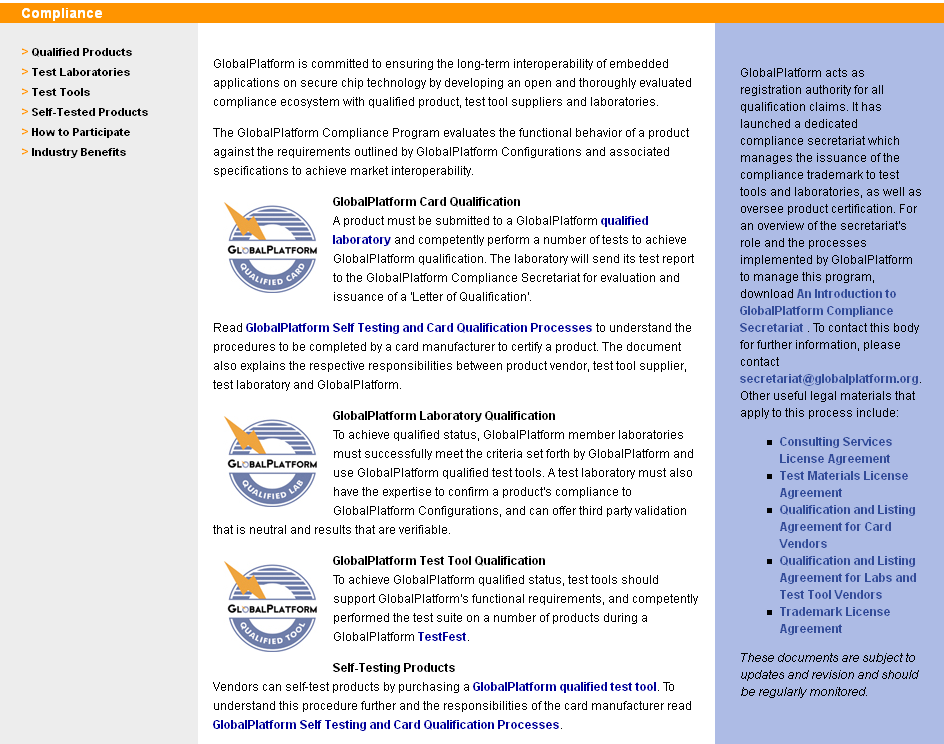 Compliance
> Qualified Products
> Test Laboratories
> Test Tools
> Self-Tested Products
> How to Participate
> Industry Benefits
GlobalPlatform is committed to ensuring the long-term interoperability of embedded
applications on secure chip technology by developing an open and thoroughly evaluated
compliance ecosystem with qualified product, test tool suppliers and laboratories.
The GlobalPlatform Compliance Program evaluates the functional behavior of a product
against the requirements outlined by GlobalPlatform Configurations and associated
specifications to achieve market interoperability.
GLOBALPLATFORM
QUALIFIED CARD
GlobalPlatform Card Qualification
A product must be submitted to a GlobalPlatform qualified
laboratory and competently perform a number of tests to achieve
GlobalPlatform qualification. The laboratory will send its test report
to the GlobalPlatform Compliance Secretariat for evaluation and
issuance of a 'Letter of Qualification'.
Read GlobalPlatform Self Testing and Card Qualification Processes to understand the
procedures to be completed by a card manufacturer to certify a product. The document
also explains the respective responsibilities between product vendor, test tool supplier,
test laboratory and GlobalPlatform.
GLOBALPLATFORM
QUALIFIED LAB
GlobalPlatform Laboratory Qualification
To achieve qualified status, GlobalPlatform member laboratories
must successfully meet the criteria set forth by GlobalPlatform and
use GlobalPlatform qualified test tools. A test laboratory must also
have the expertise to confirm a product's compliance to
GlobalPlatform Configurations, and can offer third party validation
that is neutral and results that are verifiable.
GLOBALPLATFORM
QUALIFIED TOOL
GlobalPlatform Test Tool Qualification
To achieve GlobalPlatform qualified status, test tools should
support GlobalPlatform's functional requirements, and competently
performed the test suite on a number of products during a
GlobalPlatform TestFest.
Self-Testing Products
Vendors can self-test products by purchasing a GlobalPlatform qualified test tool. To
understand this procedure further and the responsibilities of the card manufacturer read
GlobalPlatform Self Testing and Card Qualification Processes.
GlobalPlatform acts as
registration authority for all
qualification claims. It has
launched a dedicated
compliance secretariat which
manages the issuance of the
compliance trademark to test
tools and laboratories, as well as
oversee product certification. For
an overview of the secretariat's
role and the processes
implemented by GlobalPlatform
to manage this program,
download An Introduction to
GlobalPlatform Compliance
Secretariat . To contact this body
for further information, please
contact
secretariat@globalplatform.org.
Other useful legal materials that
apply to this process include:
Consulting Services
License Agreement
Test Materials License
Agreement
Qualification and Listing
Agreement for Card
Vendors
Qualification and Listing
Agreement for Labs and
Test Tool Vendors
Trademark License
Agreement
These documents are subject to
updates and revision and should
be regularly monitored.